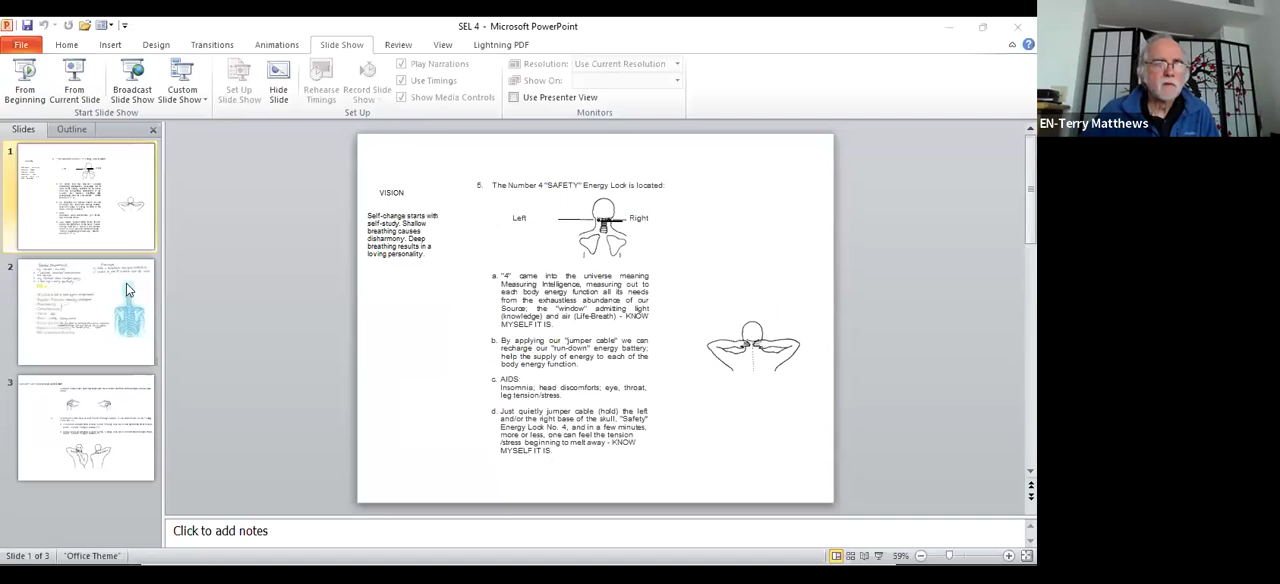 SEL 4 - Microsoft PowerPoint
File Home Insert Design Transitions Animations Slide Show Review View Lightning PDF
From Beginning
From Current Slide
Broadcast Slide Show
Custom Slide Show
Set Up Slide Show
Hide Slide
Rehearse Timings
Record Slide Show
Play Narrations
Use Timings
Show Media Controls
Resolution: Use Current Resolution
Show On:
Use Presenter View
Start Slide Show
Set Up
Monitors
EN-Terry Matthews
Slides Outline
1
2
3
VISION
Self-change starts with
self-study. Shallow
breathing causes
disharmony. Deep
breathing results in a
loving personality.
5. The Number 4 "SAFETY" Energy Lock is located:
Left Right
a. "4" came into the universe meaning
Measuring Intelligence, measuring out to
each body energy function all its needs
from the exhaustless abundance of our
Source; the "window" admitting light
(knowledge) and air (Life-Breath) - KNOW
MYSELF IT IS.
b. By applying our "jumper cable" we can
recharge our "run-down" energy battery;
help the supply of energy to each of the
body energy function.
c. AIDS:
Insomnia; head discomforts; eye, throat,
leg tension/stress.
d. Just quietly jumper cable (hold) the left
and/or the right base of the skull, "Safety"
Energy Lock No. 4, and in a few minutes,
more or less, one can feel the tension
/stress beginning to melt away - KNOW
MYSELF IT IS.
Click to add notes
Slide 1 of 3 "Office Theme" 59%